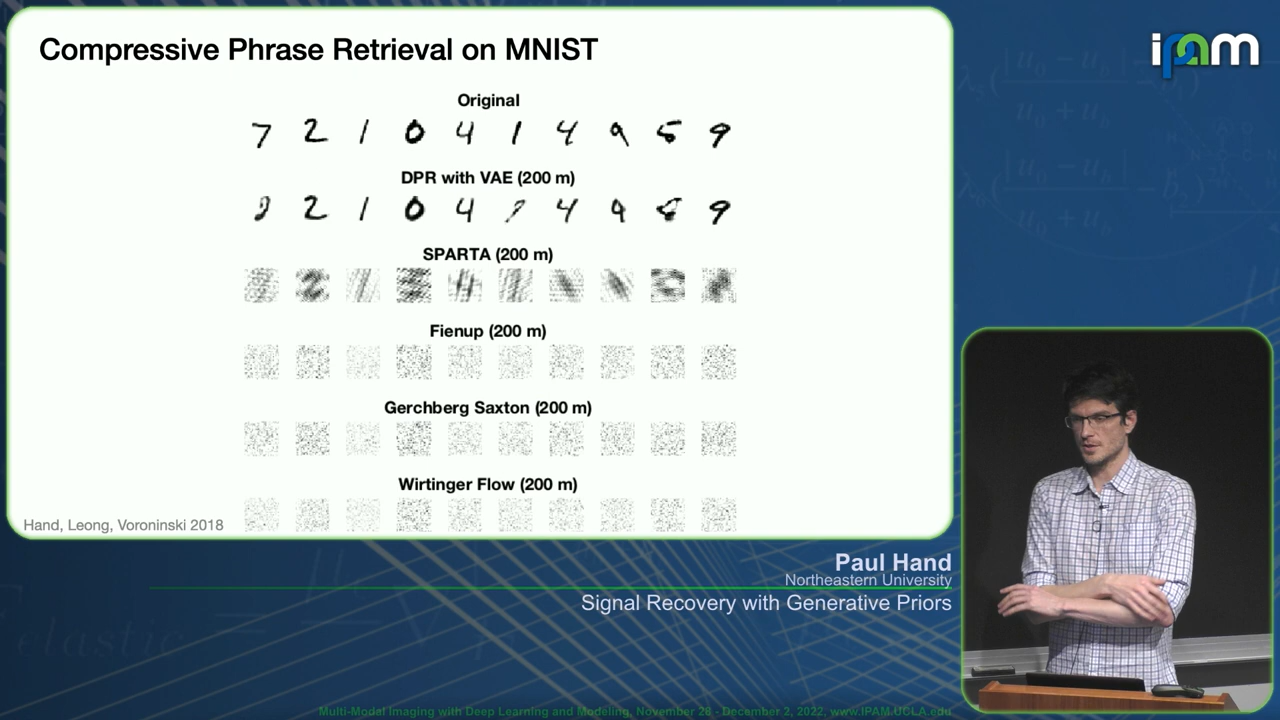 Compressive Phrase Retrieval on MNIST
ipam
Original
7 2 1 0 4 1 4 9 5 9
DPR with VAE (200 m)
SPARTA (200 m)
Fienup (200 m)
Gerchberg Saxton (200 m)
Wirtinger Flow (200 m)
Hand, Leong, Voroninski 2018
Paul Hand
Northeastern University
Signal Recovery with Generative Priors
elastic
Multi-Modal Imaging with Deep Learning and Modeling, November 28 - December 2, 2022, www.IPAM.UCLA.edu